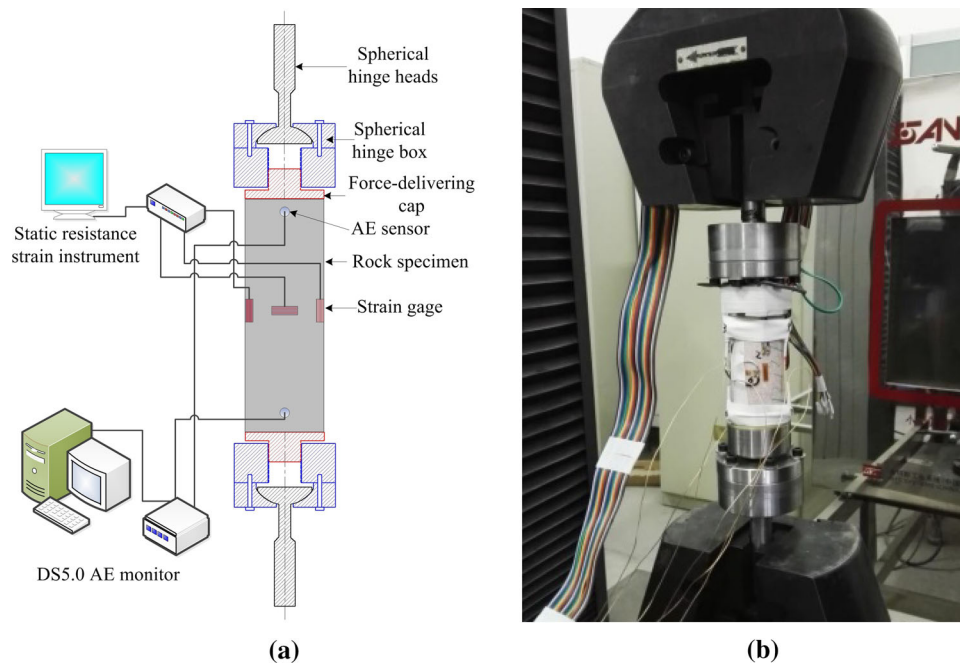 Spherical
hinge heads
Spherical
hinge box
Force-delivering
cap
AE sensor
Static resistance
strain instrument
Rock specimen
Strain gage
DS5.0 AE monitor
(a)
(b)